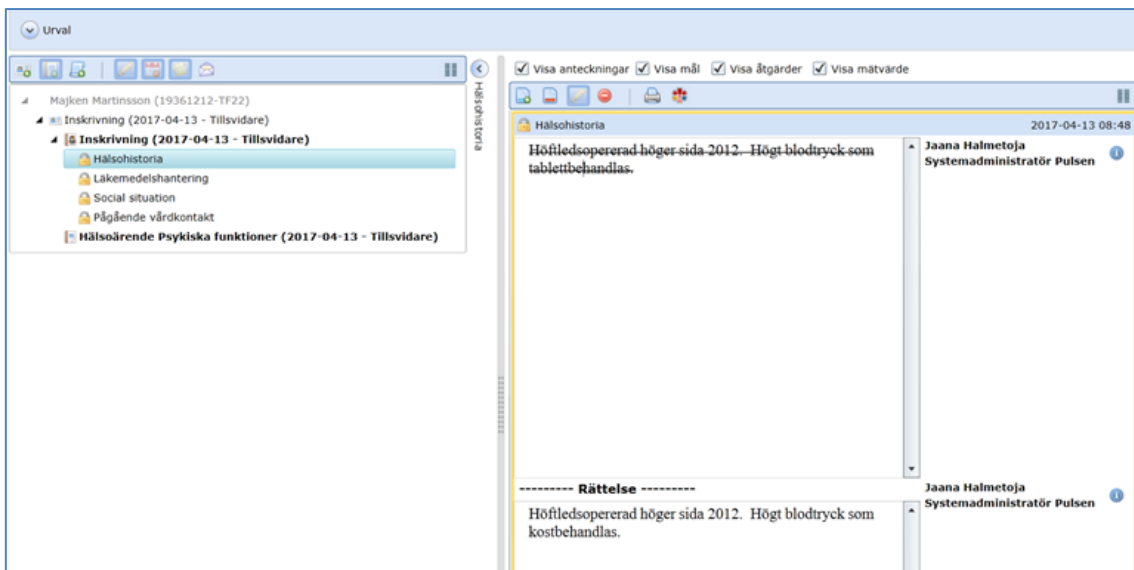 Urval
Majken Martinsson (19361212-TF22)
Inskrivning (2017-04-13 - Tillsvidare)
Inskrivning (2017-04-13 - Tillsvidare)
Hälsohistoria
Läkemedelshantering
Social situation
Pågående vårdkontakt
Hälsoärende Psykiska funktioner (2017-04-13 - Tillsvidare)
Hälsohistoria
Visa anteckningar Visa mål Visa åtgärder Visa mätvärde
Hälsohistoria 2017-04-13 08:48
Höftledsopererad höger sida 2012. Högt blodtryck som
tablettbehandlas.
Jaana Halmetoja
Systemadministratör Pulsen
--------- Rättelse ---------
Höftledsopererad höger sida 2012. Högt blodtryck som
kostbehandlas.
Jaana Halmetoja
Systemadministratör Pulsen